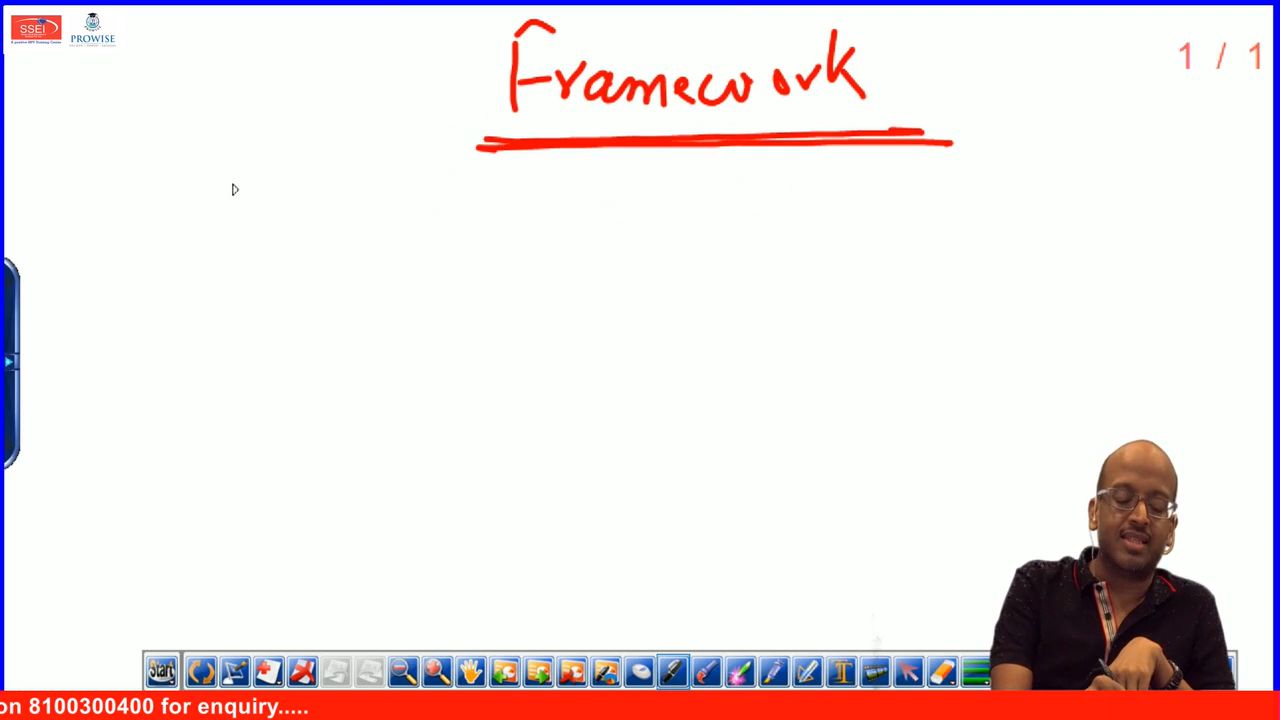 SSEI
PROWISE
Framework
1 / 1
Start
on 8100300400 for enquiry.....